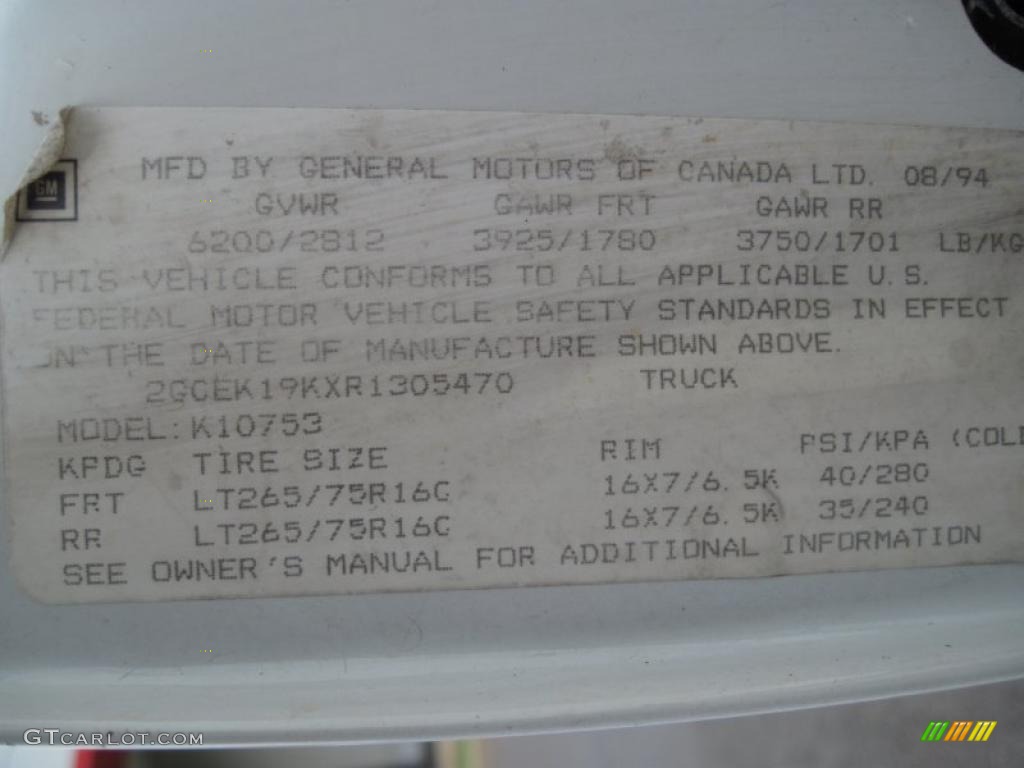 MFD BY GENERAL MOTORS OF CANADA LTD. 08/94
GM
GVWR GAWR FRT GAWR RR
6200/2812 3925/1780 3750/1701 LB/KG
THIS VEHICLE CONFORMS TO ALL APPLICABLE U.S.
FEDERAL MOTOR VEHICLE SAFETY STANDARDS IN EFFECT
ON THE DATE OF MANUFACTURE SHOWN ABOVE.
2GCEK19KXR1305470 TRUCK
MODEL: K10753
KPDG TIRE SIZE RIM PSI/KPA (COL
FRT LT265/75R16C 16X7/6.5K 40/280
RR LT265/75R16C 16X7/6.5K 35/240
SEE OWNER'S MANUAL FOR ADDITIONAL INFORMATION
GTCARLOT.COM